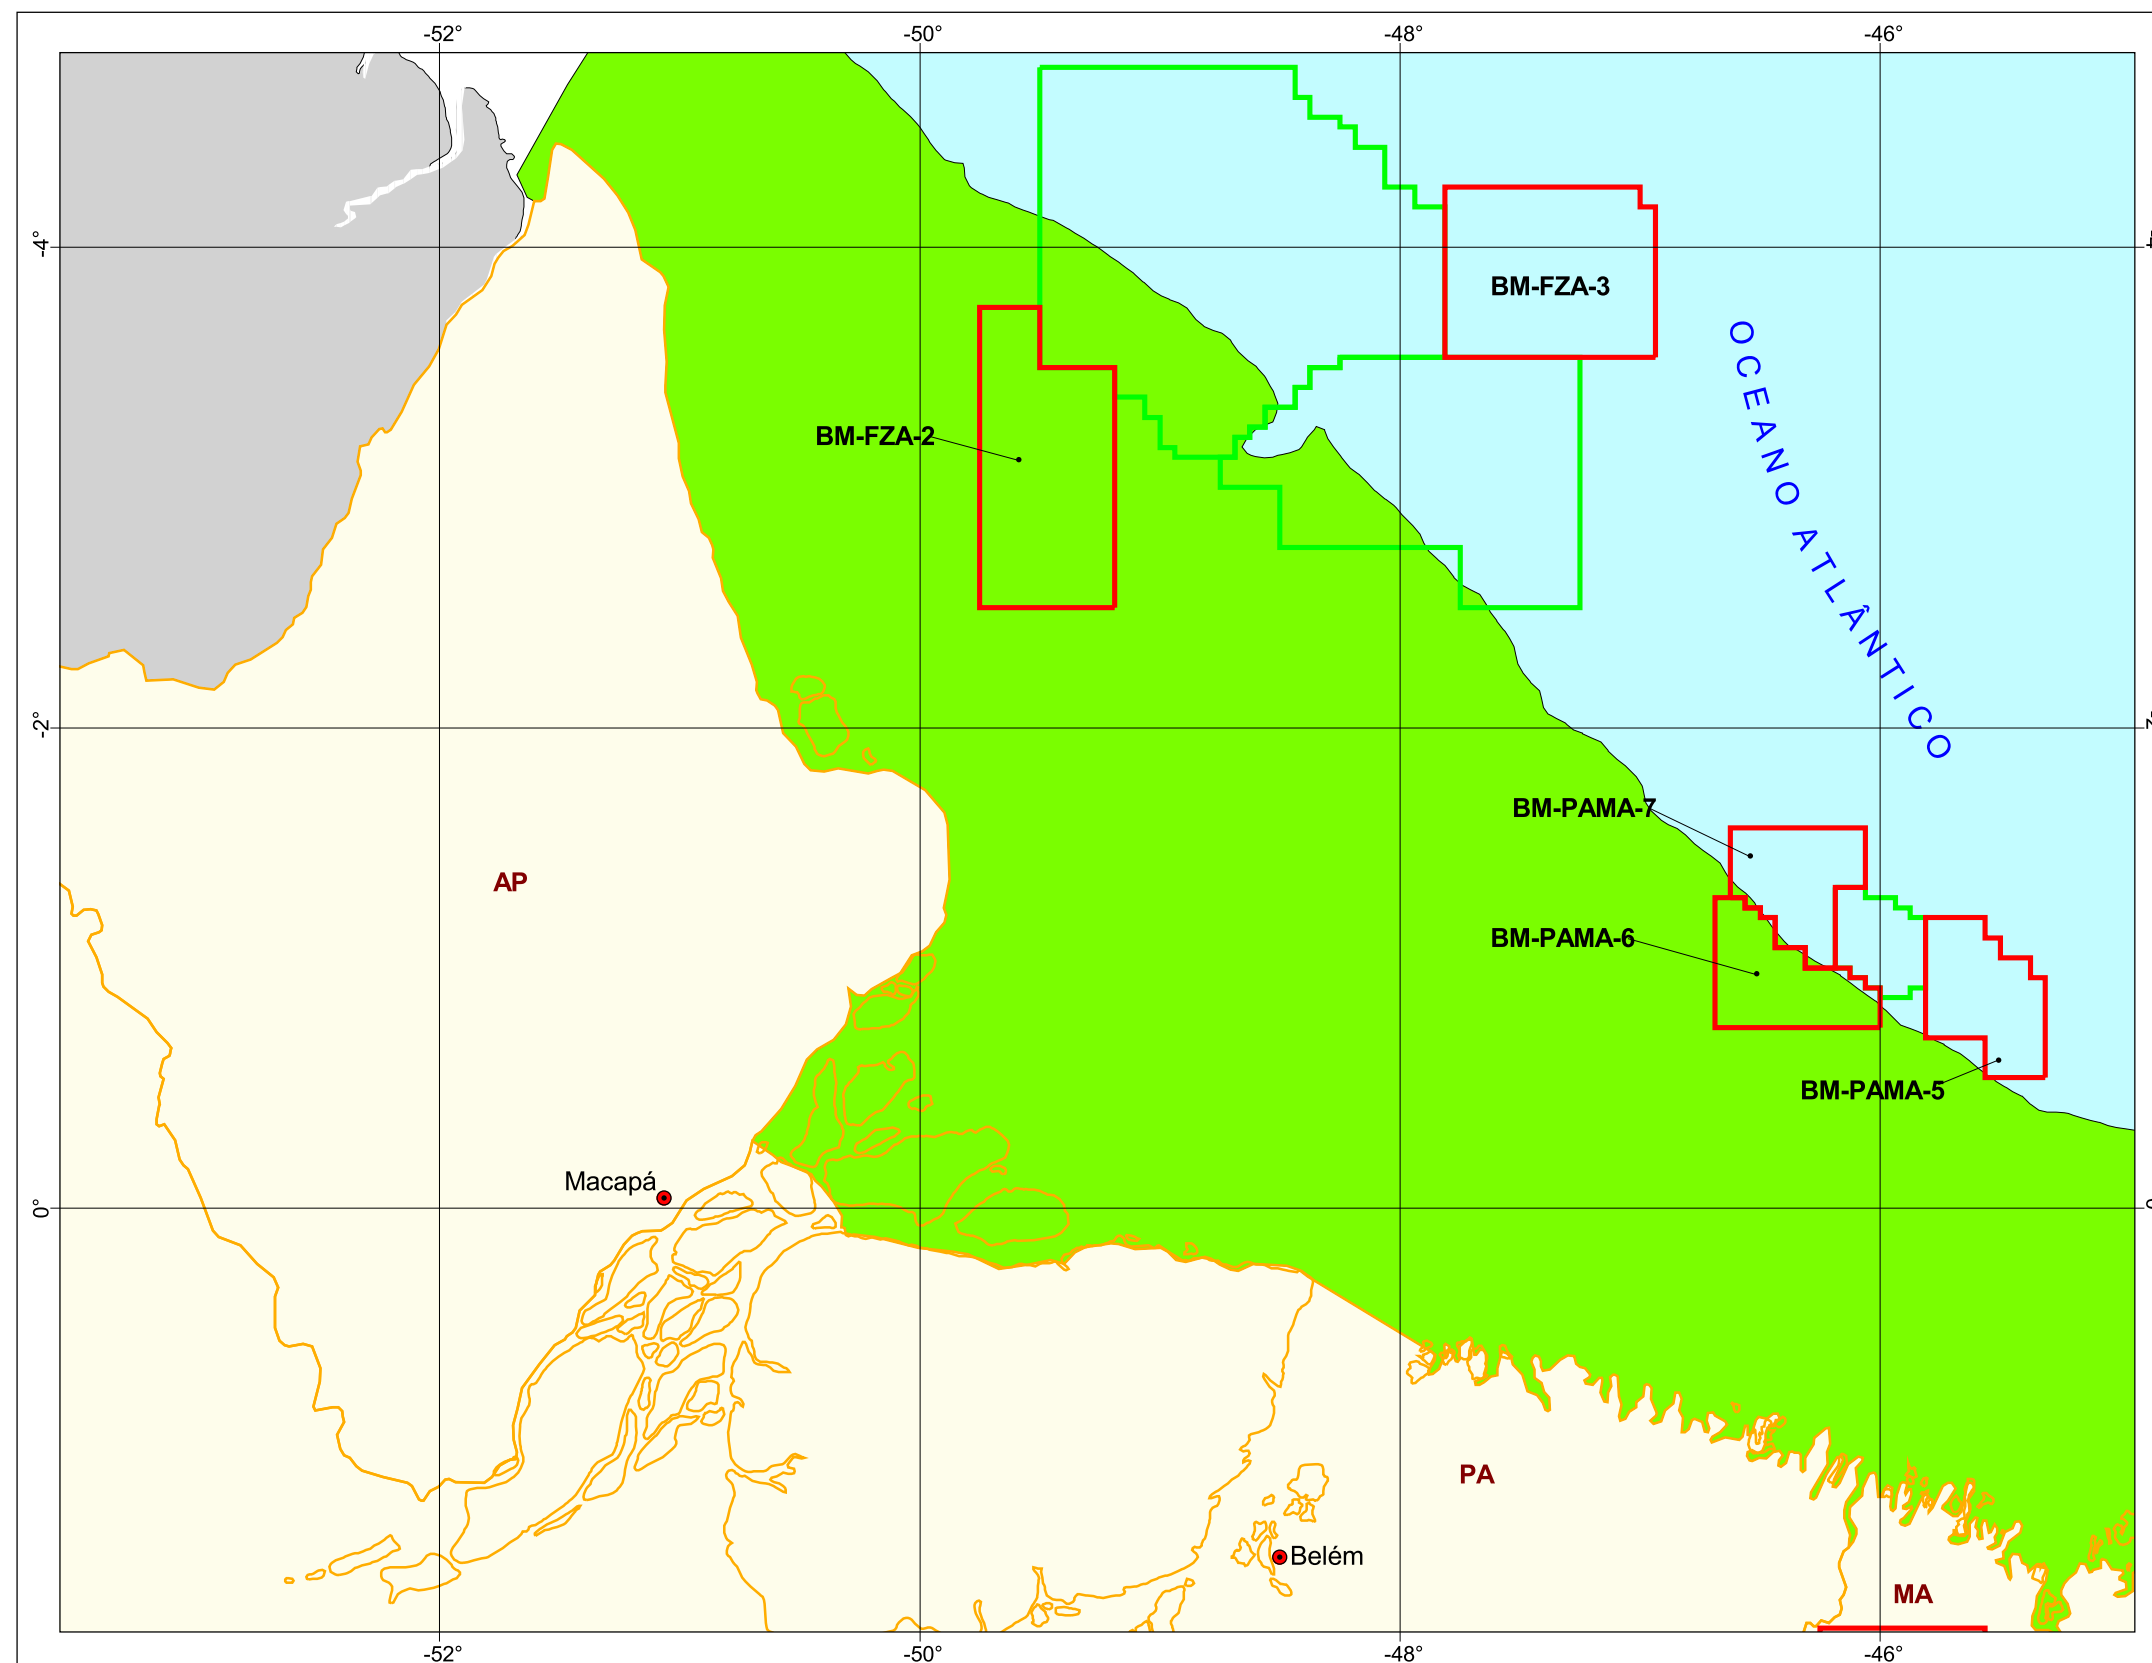 -52° -50° -48° -46°
-4°
BM-FZA-3
OCEANO ATLÂNTICO
BM-FZA-2
-2°
BM-PAMA-7
AP
BM-PAMA-6
BM-PAMA-5
Macapá
0°
PA
Belém
MA
-52° -50° -48° -46°